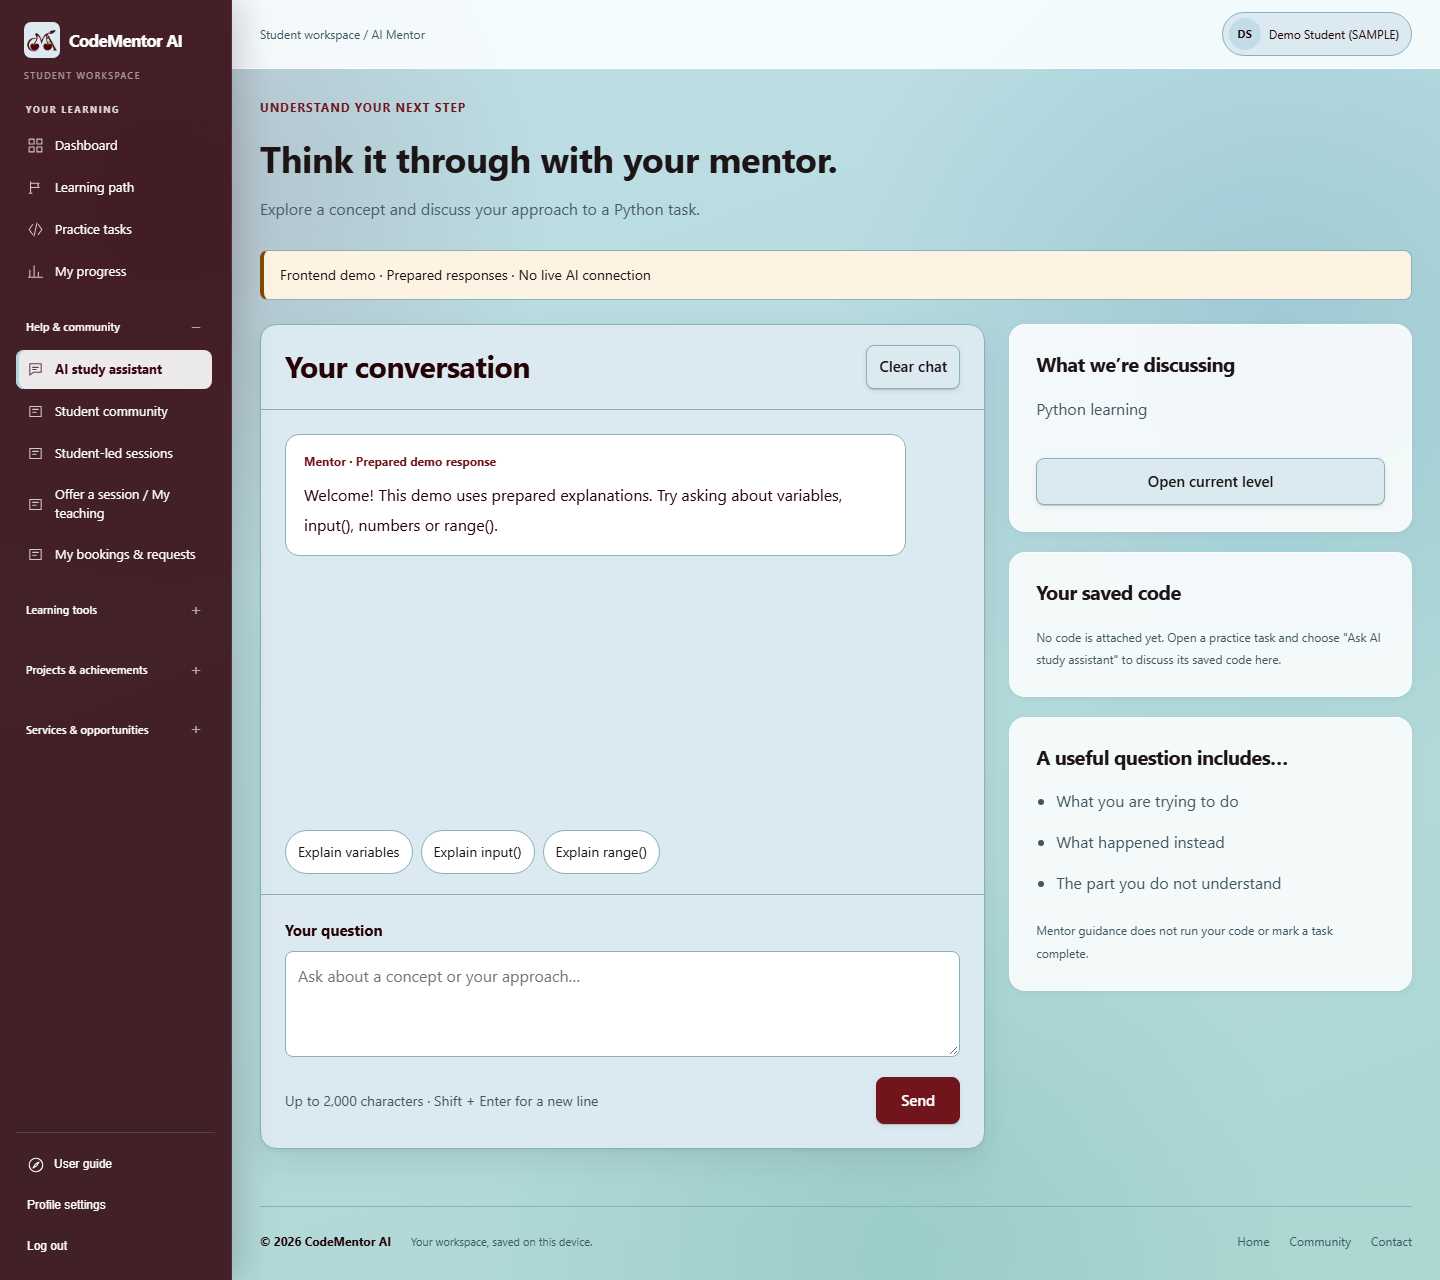 CodeMentor AI
STUDENT WORKSPACE
YOUR LEARNING
Dashboard
Learning path
Practice tasks
My progress
Help & community
AI study assistant
Student community
Student-led sessions
Offer a session / My
teaching
My bookings & requests
Learning tools
Projects & achievements
Services & opportunities
User guide
Profile settings
Log out
Student workspace / AI Mentor
DS Demo Student (SAMPLE)
UNDERSTAND YOUR NEXT STEP
Think it through with your mentor.
Explore a concept and discuss your approach to a Python task.
Frontend demo · Prepared responses · No live AI connection
Your conversation
Clear chat
Mentor · Prepared demo response
Welcome! This demo uses prepared explanations. Try asking about variables,
input(), numbers or range().
Explain variables Explain input() Explain range()
Your question
Ask about a concept or your approach...
Up to 2,000 characters · Shift + Enter for a new line
Send
What we’re discussing
Python learning
Open current level
Your saved code
No code is attached yet. Open a practice task and choose "Ask AI
study assistant" to discuss its saved code here.
A useful question includes…
• What you are trying to do
• What happened instead
• The part you do not understand
Mentor guidance does not run your code or mark a task
complete.
© 2026 CodeMentor AI Your workspace, saved on this device.
Home Community Contact